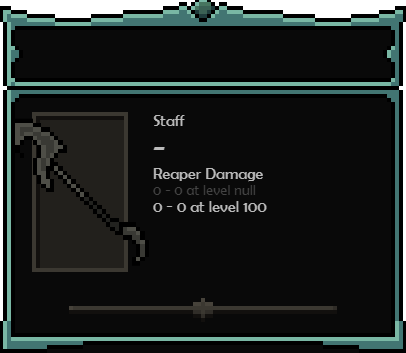 Staff
–
Reaper Damage
0 - 0 at level null
0 - 0 at level 100